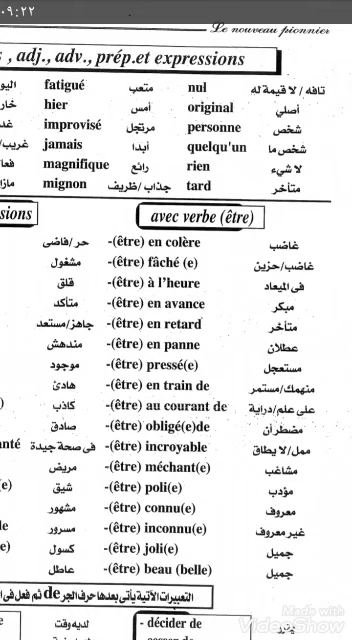 ٠٩:٢٢
Le nouveau pionnier
, adj., adv., prép.et expressions
fatigué متعب nul تافه / لا قيمة له
hier أمس original أصلي
improvisé مرتجل personne شخص
jamais أبدا quelqu'un شخص ما
magnifique رائع rien لا شيء
mignon جذاب /ظريف tard متأخر
avec verbe (être)
حر /فاضى -(être) en colère غاضب
مشغول -(être) fâché (e) غاضب/حزين
قلق -(être) à l'heure فى الميعاد
متأكد -(être) en avance مبكر
جاهز/مستعد -(être) en retard متأخر
مندهش -(être) en panne عطلان
موجود -(être) pressé(e) مستعجل
هادئ -(être) en train de منهمك/مستمر
كاذب -(être) au courant de على علم/دراية
صادق -(être) obligé(e)de مضطر أن
فى صحة جيدة -(être) incroyable ممل/لا يطاق
مريض -(être) méchant(e) مشاغب
شيق -(être) poli(e) مؤدب
مشهور -(être) connu(e) معروف
مسرور -(être) inconnu(e) غير معروف
كسول -(être) joli(e) جميل
عاطل -(être) beau (belle) جميل
التعبيرات الآتية يأتى بعدها حرف الجر de ثم فعل فى
لديه وقت - décider de
Made with
VideoShow